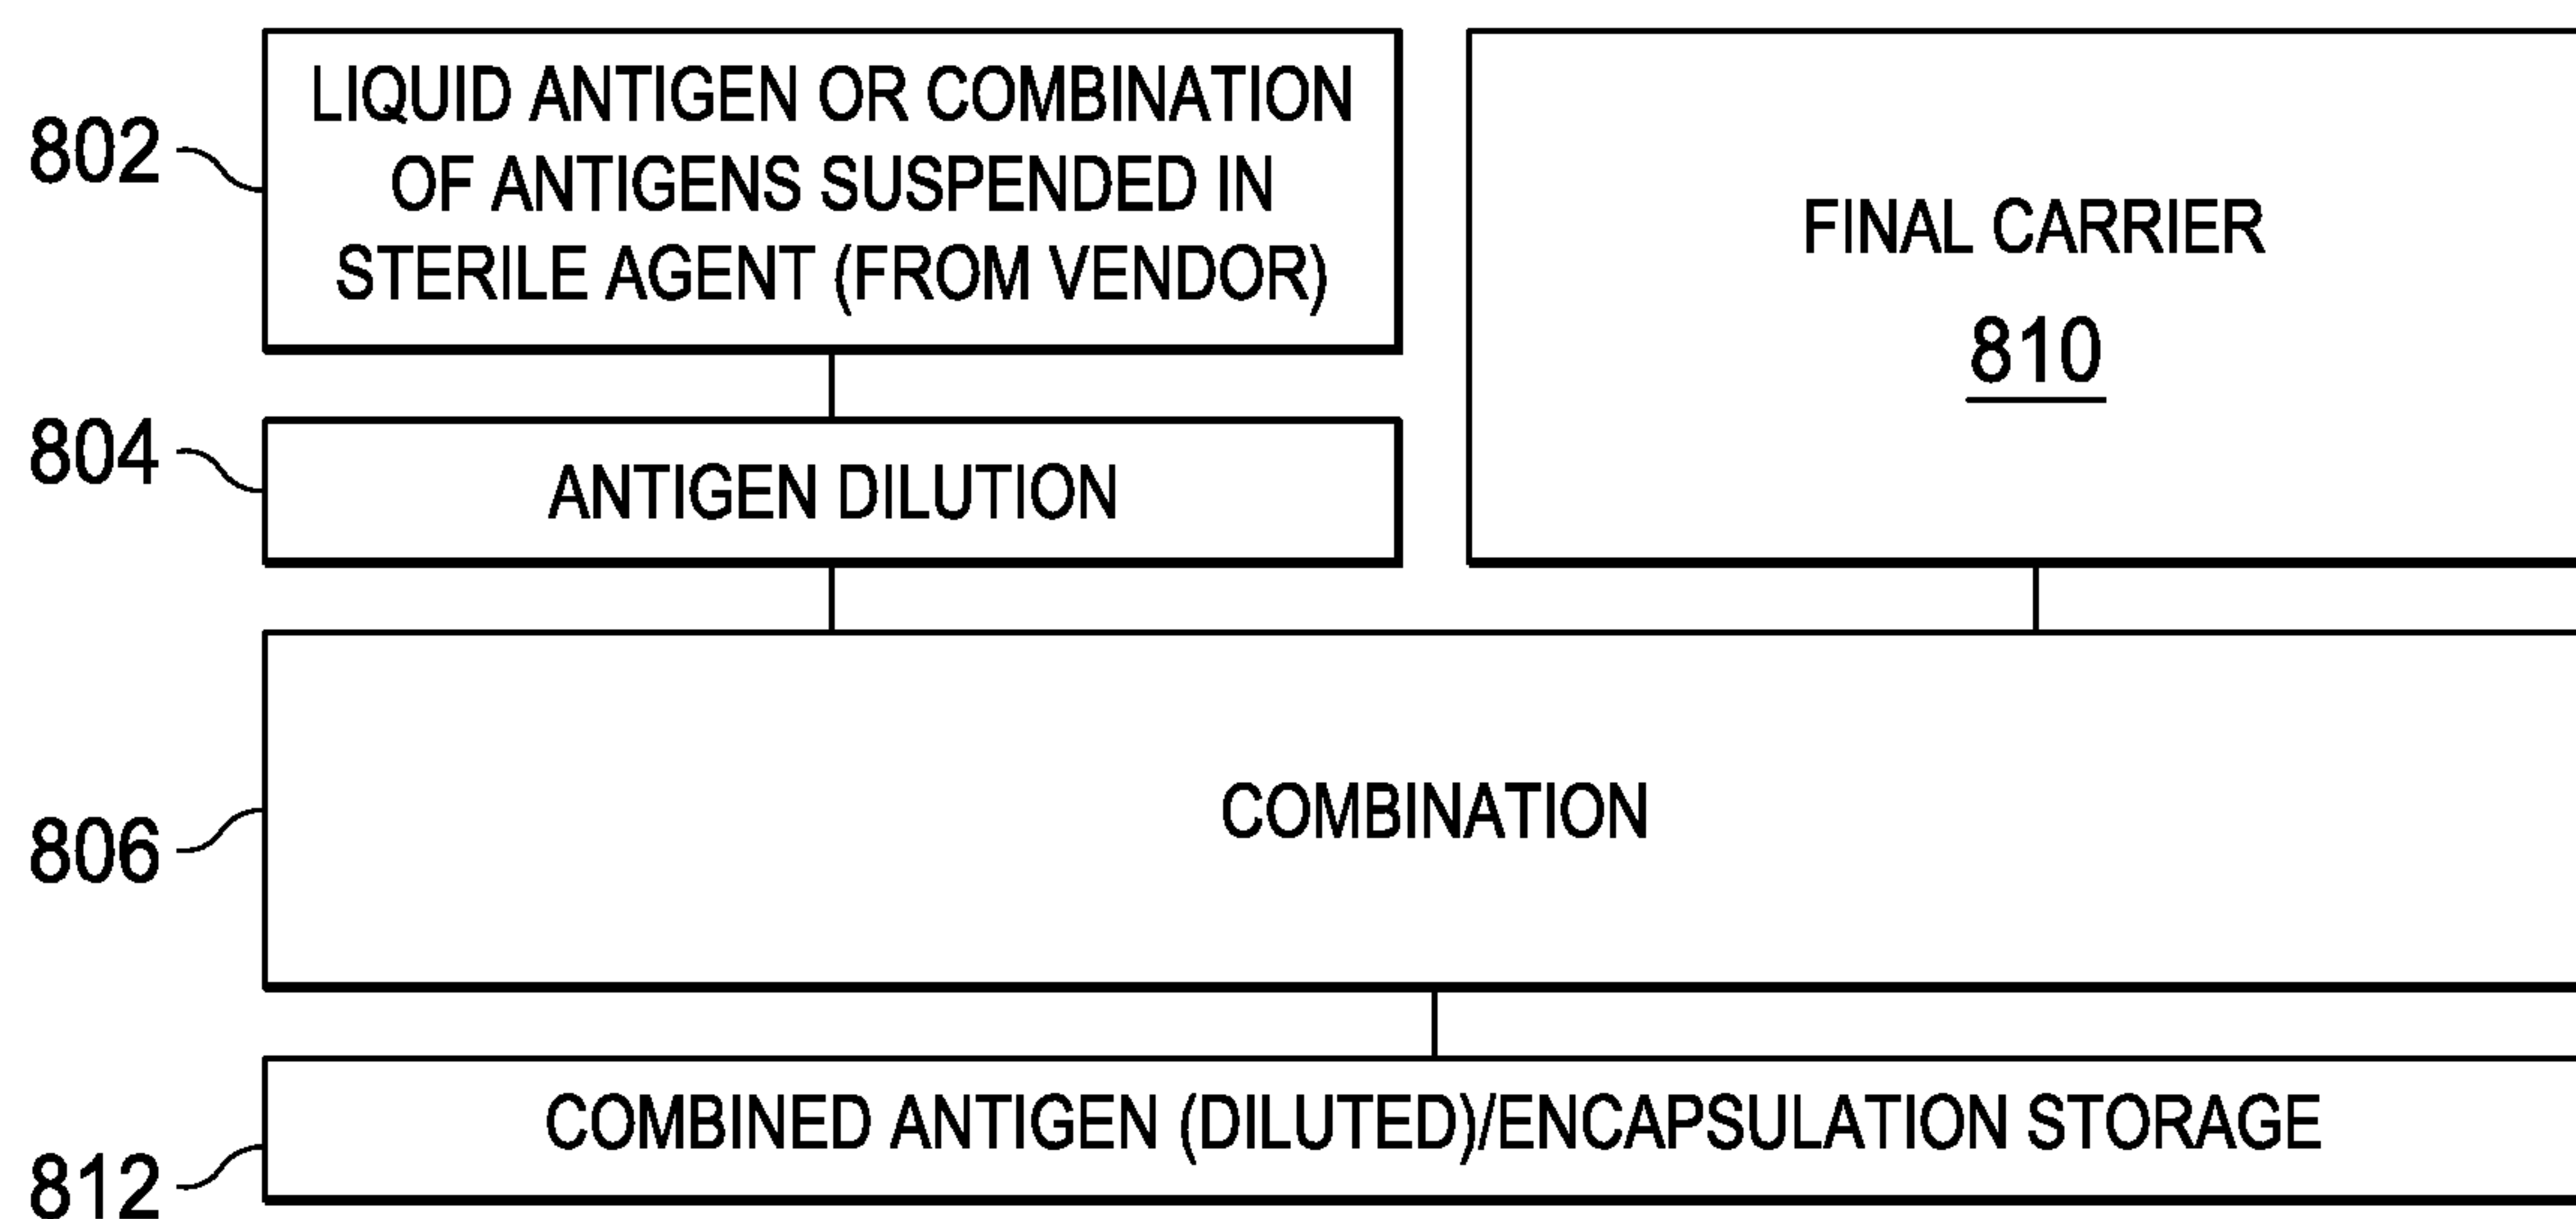 802
LIQUID ANTIGEN OR COMBINATION
OF ANTIGENS SUSPENDED IN
STERILE AGENT (FROM VENDOR)
FINAL CARRIER
810
804
ANTIGEN DILUTION
806
COMBINATION
812
COMBINED ANTIGEN (DILUTED)/ENCAPSULATION STORAGE